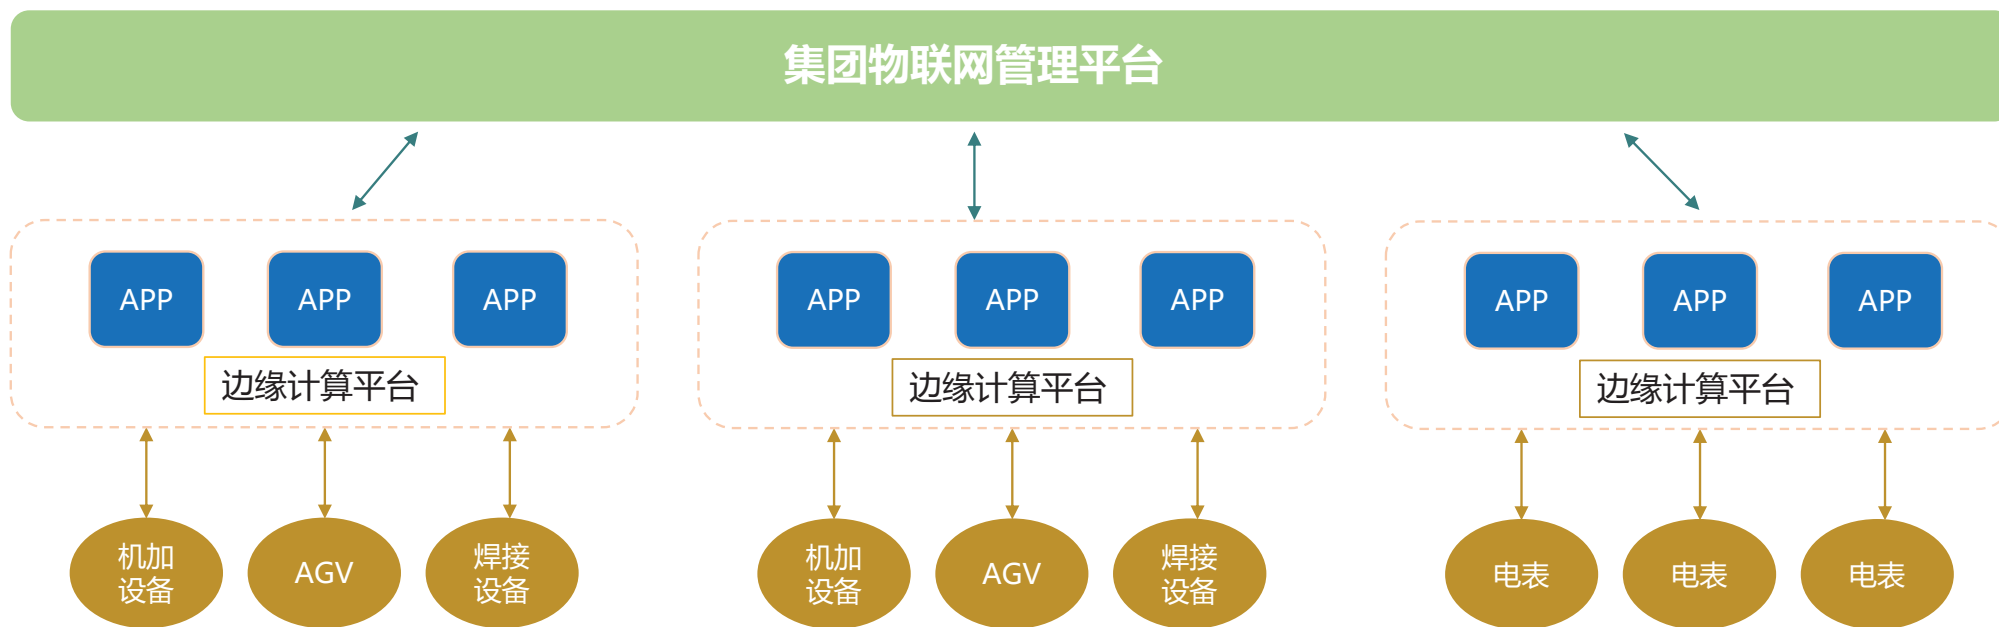 集团物联网管理平台
APP
APP
APP
边缘计算平台
APP
APP
APP
边缘计算平台
APP
APP
APP
边缘计算平台
机加
设备
AGV
焊接
设备
机加
设备
AGV
焊接
设备
电表
电表
电表